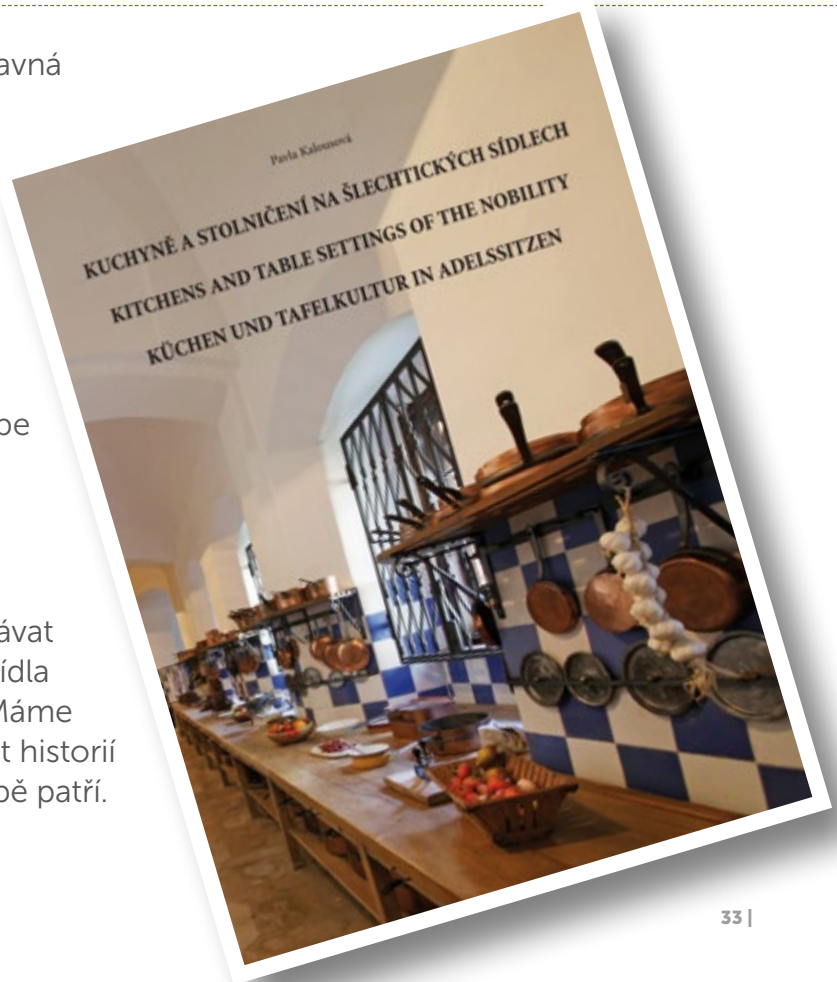 avná
Pavla Kalousová
KUCHYNĚ A STOLNIČENÍ NA ŠLECHTICKÝCH SÍDLECH
KITCHENS AND TABLE SETTINGS OF THE NOBILITY
KÜCHEN UND TAFELKULTUR IN ADELSSITZEN
be
ávat
ídla
Máme
t historií
bě patří.
33 |